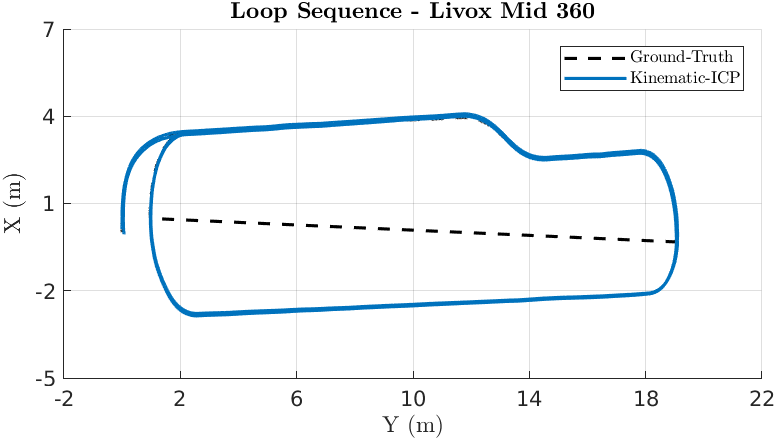 Loop Sequence - Livox Mid 360
7
4
1
-2
-5
X (m)
Ground-Truth
Kinematic-ICP
-2 2 6 10 14 18 22
Y (m)